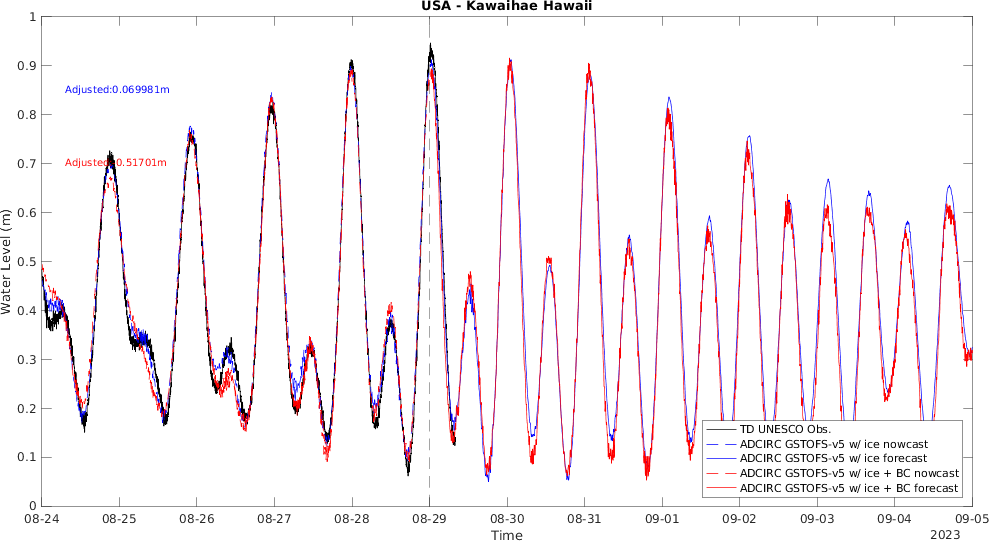 USA - Kawaihae Hawaii
1
0.9
0.8
0.7
0.6
0.5
0.4
0.3
0.2
0.1
0
Water Level (m)
Adjusted:0.069981m
Adjusted: 0.51701m
TD UNESCO Obs.
ADCIRC GSTOFS-v5 w/ ice nowcast
ADCIRC GSTOFS-v5 w/ ice forecast
ADCIRC GSTOFS-v5 w/ ice + BC nowcast
ADCIRC GSTOFS-v5 w/ ice + BC forecast
08-24 08-25 08-26 08-27 08-28 08-29 08-30 08-31 09-01 09-02 09-03 09-04 09-05
Time
2023